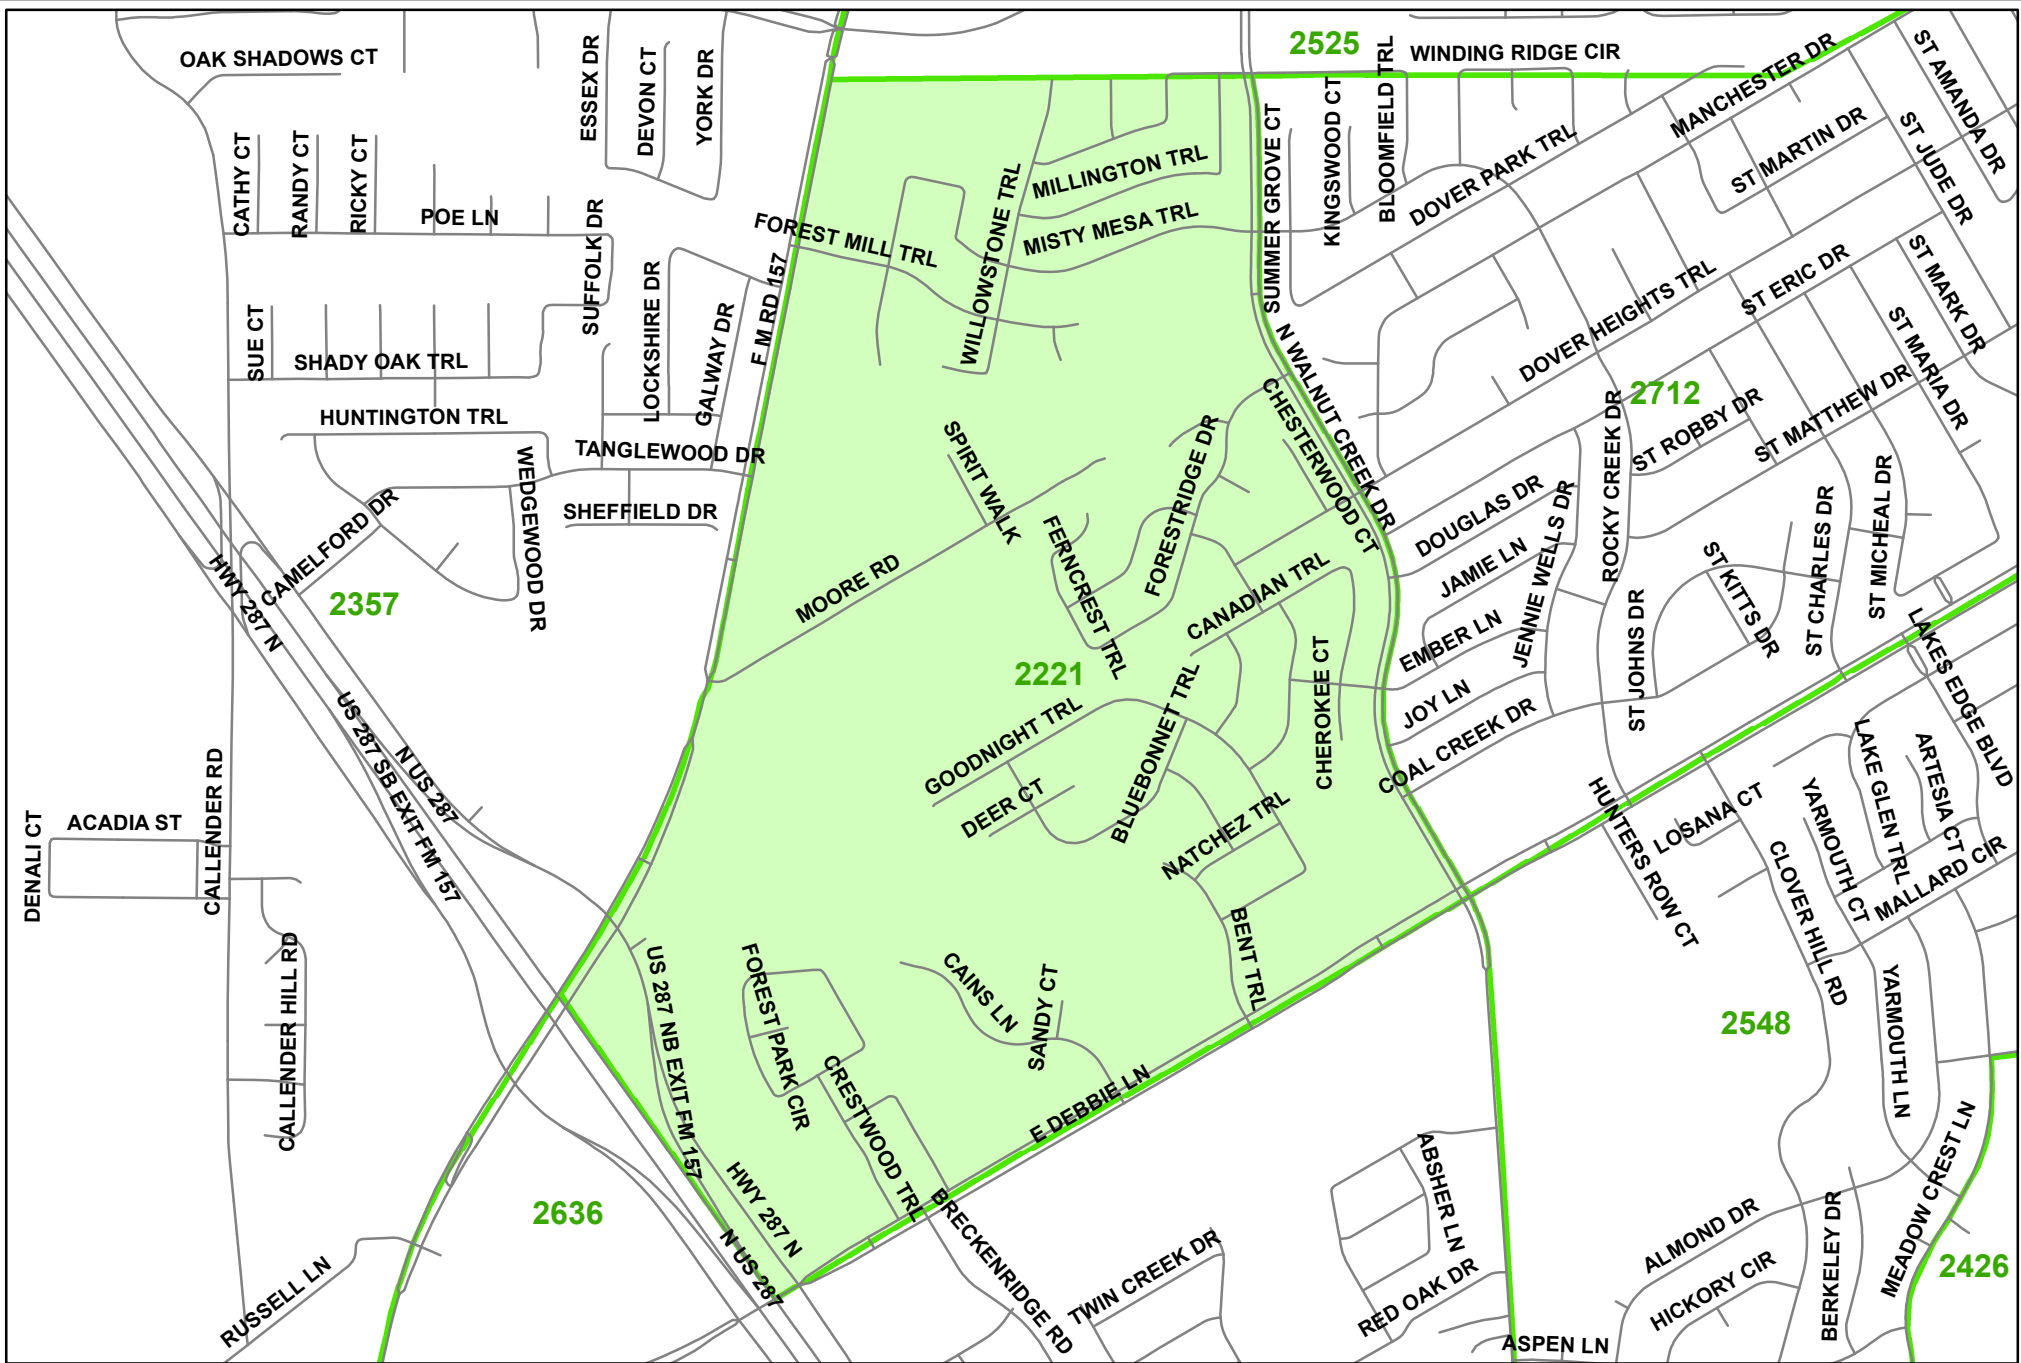 2525
WINDING RIDGE CIR
OAK SHADOWS CT
ESSEX DR
DEVON CT
YORK DR
KINGSWOOD CT
BLOOMFIELD TRL
MANCHESTER DR
ST AMANDA DR
CATHY CT
RANDY CT
RICKY CT
POE LN
SUMMER GROVE CT
DOVER PARK TRL
ST MARTIN DR
ST JUDE DR
MILLINGTON TRL
MISTY MESA TRL
WILLOWSTONE TRL
FOREST MILL TRL
SUFFOLK DR
LOCKSHIRE DR
GALWAY DR
F M RD 157
SUE CT
SHADY OAK TRL
HUNTINGTON TRL
TANGLEWOOD DR
WEDGEWOOD DR
SHEFFIELD DR
CAMELFORD DR
HWY 287 N
2357
N WALNUT CREEK DR
DOVER HEIGHTS TRL
ST ERIC DR
ST MARK DR
ST MARIA DR
2712
ROCKY CREEK DR
ST ROBBY DR
ST MATTHEW DR
CHESTERWOOD CT
SPIRIT WALK
FORESTRIDGE DR
FERNCREST TRL
MOORE RD
DOUGLAS DR
JAMIE LN
EMBER LN
JENNIE WELLS DR
JOY LN
COAL CREEK DR
ST JOHNS DR
ST KITTS DR
ST CHARLES DR
ST MICHEAL DR
LAKES EDGE BLVD
CANADIAN TRL
CHEROKEE CT
2221
BLUEBONNET TRL
GOODNIGHT TRL
DEER CT
NATCHEZ TRL
BENT TRL
US 287 SB EXIT FM 157
N US 287
CALLENDER RD
ACADIA ST
DENALI CT
CALLENDER HILL RD
HUNTERS ROW CT
LOSANA CT
CLOVER HILL RD
YARMOUTH CT
LAKE GLEN TRL
ARTESIA CT
MALLARD CIR
YARMOUTH LN
2548
US 287 NB EXIT FM 157
FOREST PARK CIR
CRESTWOOD TRL
CAINS LN
SANDY CT
E DEBBIE LN
HWY 287 N
N US 287
2636
RUSSELL LN
BRECKENRIDGE RD
TWIN CREEK DR
ABSHER LN
RED OAK DR
ASPEN LN
ALMOND DR
HICKORY CIR
BERKELEY DR
MEADOW CREST LN
2426